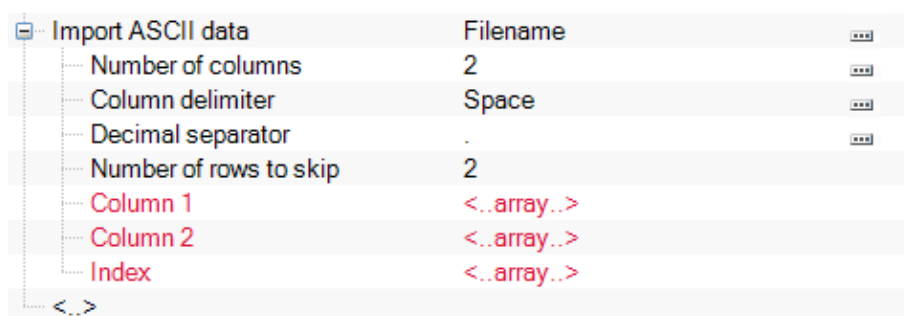 Import ASCII data Filename
Number of columns 2
Column delimiter Space
Decimal separator .
Number of rows to skip 2
Column 1 <..array..>
Column 2 <..array..>
Index <..array..>
<..>